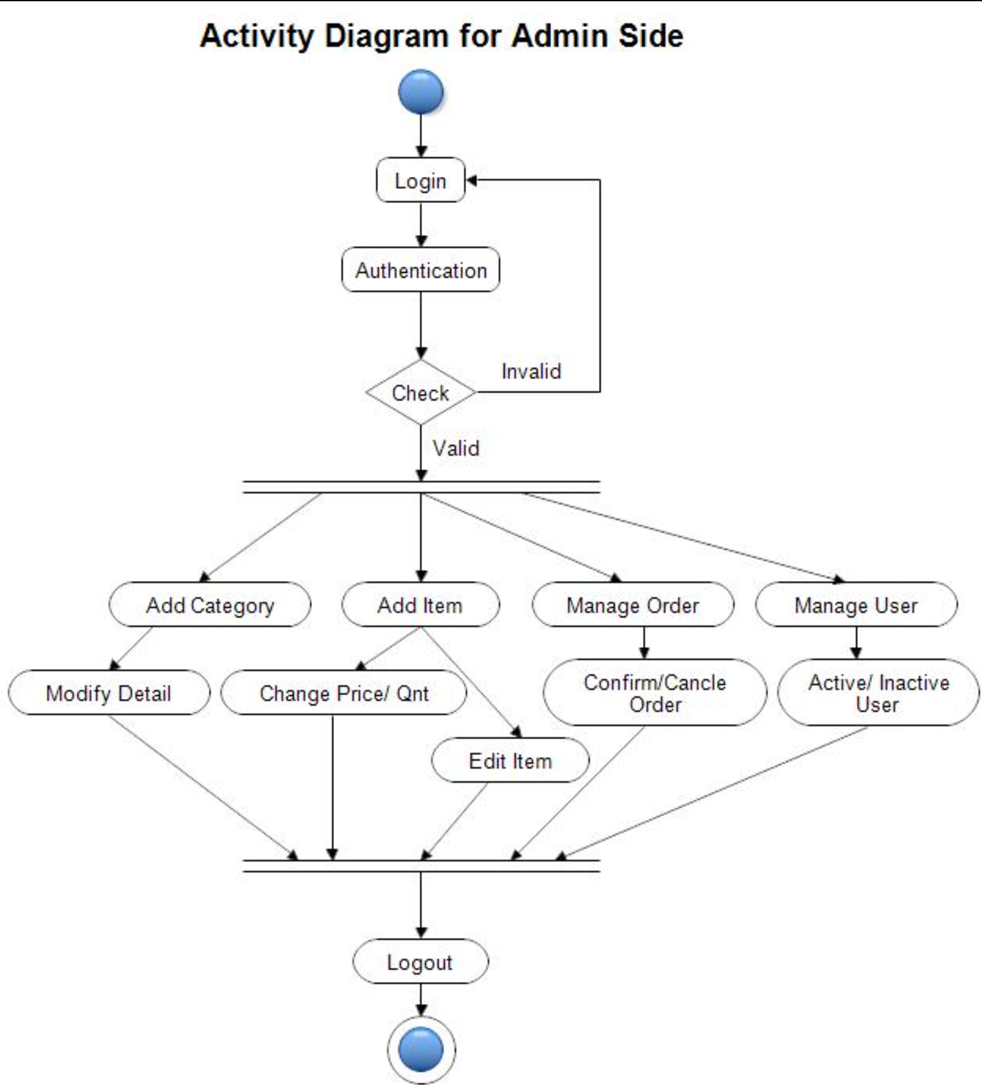 Activity Diagram for Admin Side
Login
Authentication
Check
Invalid
Valid
Add Category
Add Item
Manage Order
Manage User
Modify Detail
Change Price/ Qnt
Confirm/Cancle
Order
Active/ Inactive
User
Edit Item
Logout